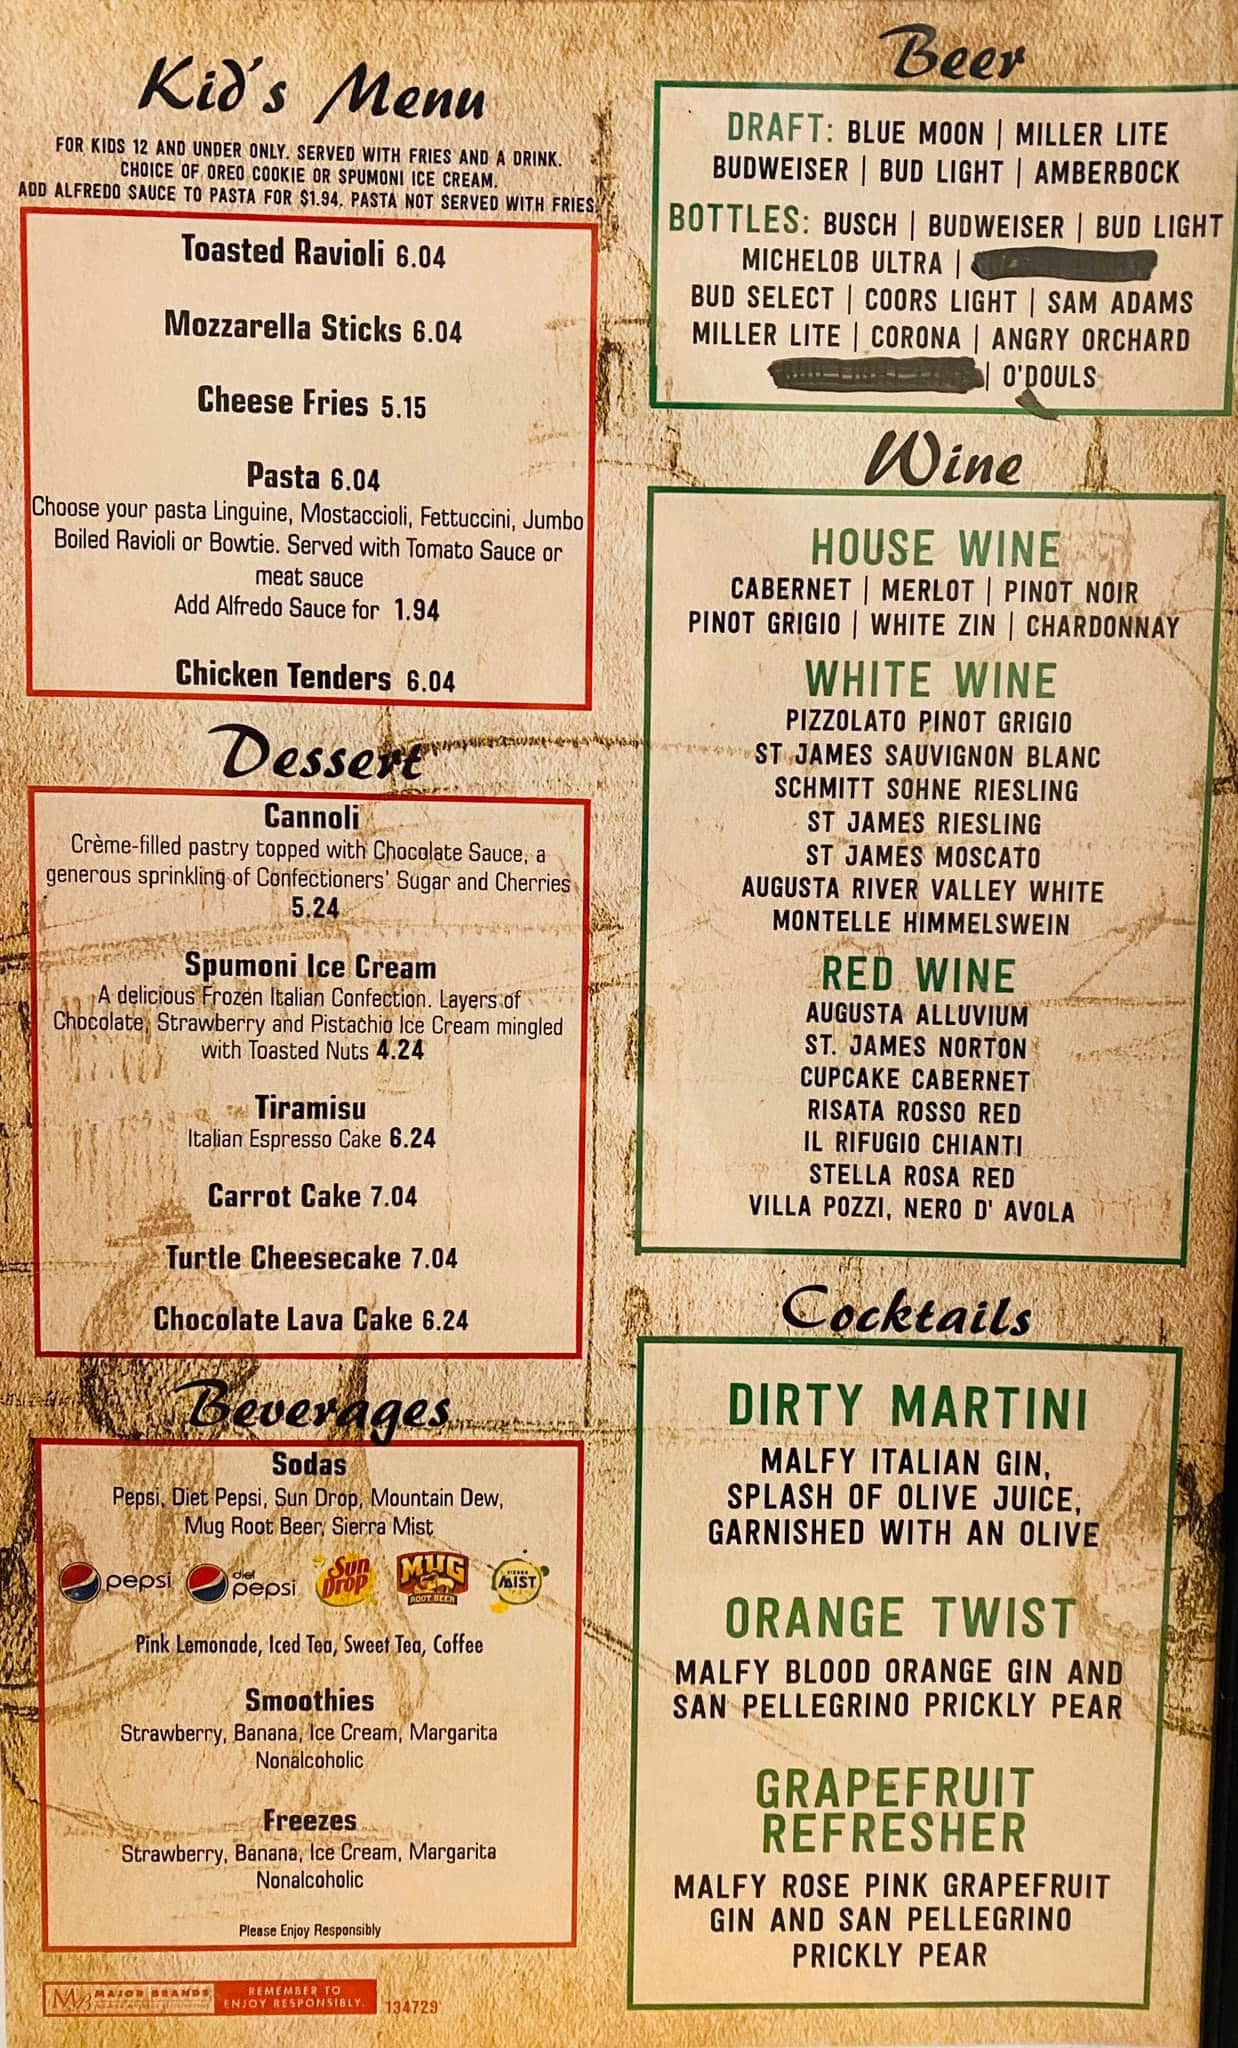 Kid's Menu
FOR KIDS 12 AND UNDER ONLY. SERVED WITH FRIES AND A DRINK.
CHOICE OF OREO COOKIE OR SPUMONI ICE CREAM.
ADD ALFREDO SAUCE TO PASTA FOR $1.94. PASTA NOT SERVED WITH FRIES
Toasted Ravioli 6.04
Mozzarella Sticks 6.04
Cheese Fries 5.15
Pasta 6.04
Choose your pasta Linguine, Mostaccioli, Fettuccini, Jumbo
Boiled Ravioli or Bowtie. Served with Tomato Sauce or
meat sauce
Add Alfredo Sauce for 1.94
Chicken Tenders 6.04
Dessert
Cannoli
Crème-filled pastry topped with Chocolate Sauce, a
generous sprinkling of Confectioners' Sugar and Cherries
5.24
Spumoni Ice Cream
A delicious Frozen Italian Confection. Layers of
Chocolate, Strawberry and Pistachio Ice Cream mingled
with Toasted Nuts 4.24
Tiramisu
Italian Espresso Cake 6.24
Carrot Cake 7.04
Turtle Cheesecake 7.04
Chocolate Lava Cake 6.24
Beverages
Sodas
Pepsi, Diet Pepsi, Sun Drop, Mountain Dew,
Mug Root Beer, Sierra Mist
pepsi diet pepsi Sun Drop MUG ROOT BEER SIERRA MIST
Pink Lemonade, Iced Tea, Sweet Tea, Coffee
Smoothies
Strawberry, Banana, Ice Cream, Margarita
Nonalcoholic
Freezes
Strawberry, Banana, Ice Cream, Margarita
Nonalcoholic
Please Enjoy Responsibly
MAJOR BRANDS
REMEMBER TO
ENJOY RESPONSIBLY.
134729
Beer
DRAFT: BLUE MOON | MILLER LITE
BUDWEISER | BUD LIGHT | AMBERBOCK
BOTTLES: BUSCH | BUDWEISER | BUD LIGHT
MICHELOB ULTRA |
BUD SELECT | COORS LIGHT | SAM ADAMS
MILLER LITE | CORONA | ANGRY ORCHARD
| O'DOULS
Wine
HOUSE WINE
CABERNET | MERLOT | PINOT NOIR
PINOT GRIGIO | WHITE ZIN | CHARDONNAY
WHITE WINE
PIZZOLATO PINOT GRIGIO
ST JAMES SAUVIGNON BLANC
SCHMITT SOHNE RIESLING
ST JAMES RIESLING
ST JAMES MOSCATO
AUGUSTA RIVER VALLEY WHITE
MONTELLE HIMMELSWEIN
RED WINE
AUGUSTA ALLUVIUM
ST. JAMES NORTON
CUPCAKE CABERNET
RISATA ROSSO RED
IL RIFUGIO CHIANTI
STELLA ROSA RED
VILLA POZZI, NERO D' AVOLA
Cocktails
DIRTY MARTINI
MALFY ITALIAN GIN,
SPLASH OF OLIVE JUICE,
GARNISHED WITH AN OLIVE
ORANGE TWIST
MALFY BLOOD ORANGE GIN AND
SAN PELLEGRINO PRICKLY PEAR
GRAPEFRUIT
REFRESHER
MALFY ROSE PINK GRAPEFRUIT
GIN AND SAN PELLEGRINO
PRICKLY PEAR